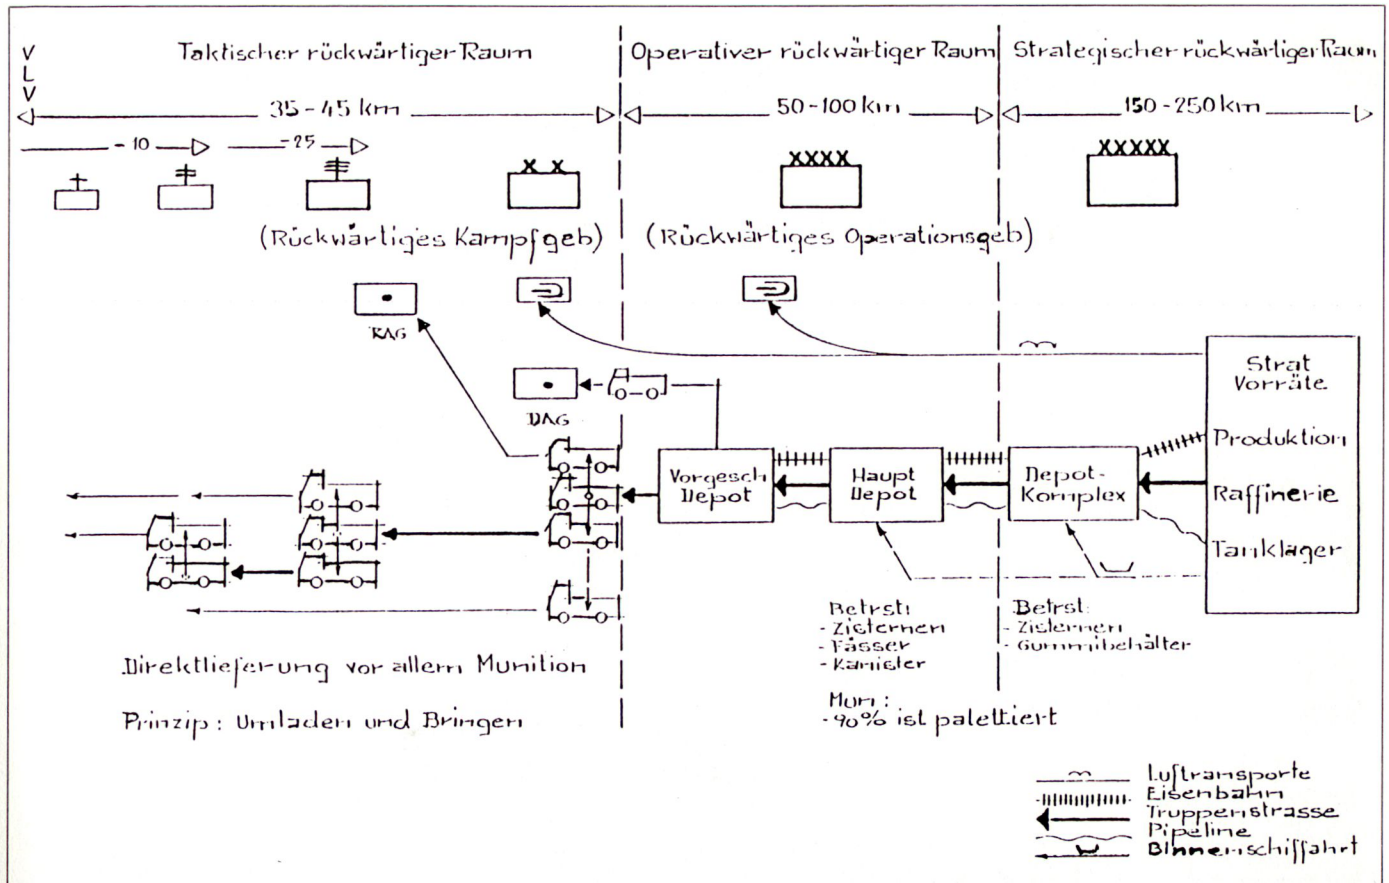 V
L
V
Taktischer rückwärtiger Raum
Operativer rückwärtiger Raum
Strategischer rückwärtiger Raum
35-45 km
50-100 km
150-250 km
-10
-25
X X
XXXX
XXXXX
(Rückwärtiges Kampfgeb)
(Rückwärtiges Operationsgeb)
RAG
DAG
Strat
Vorräte
Produktion
Raffinerie
Tanklager
Vorgesch
Depot
Haupt
Depot
Depot-
Komplex
Betrst:
- Zisternen
- Fässer
- Kanister
Betrst:
- Zisternen
- Gummibehälter
Mun:
- 90% ist palettiert
Direktlieferung vor allem Munition
Prinzip: Umladen und Bringen
Luftransporte
Eisenbahn
Truppenstrasse
Pipeline
Binnenschiffahrt